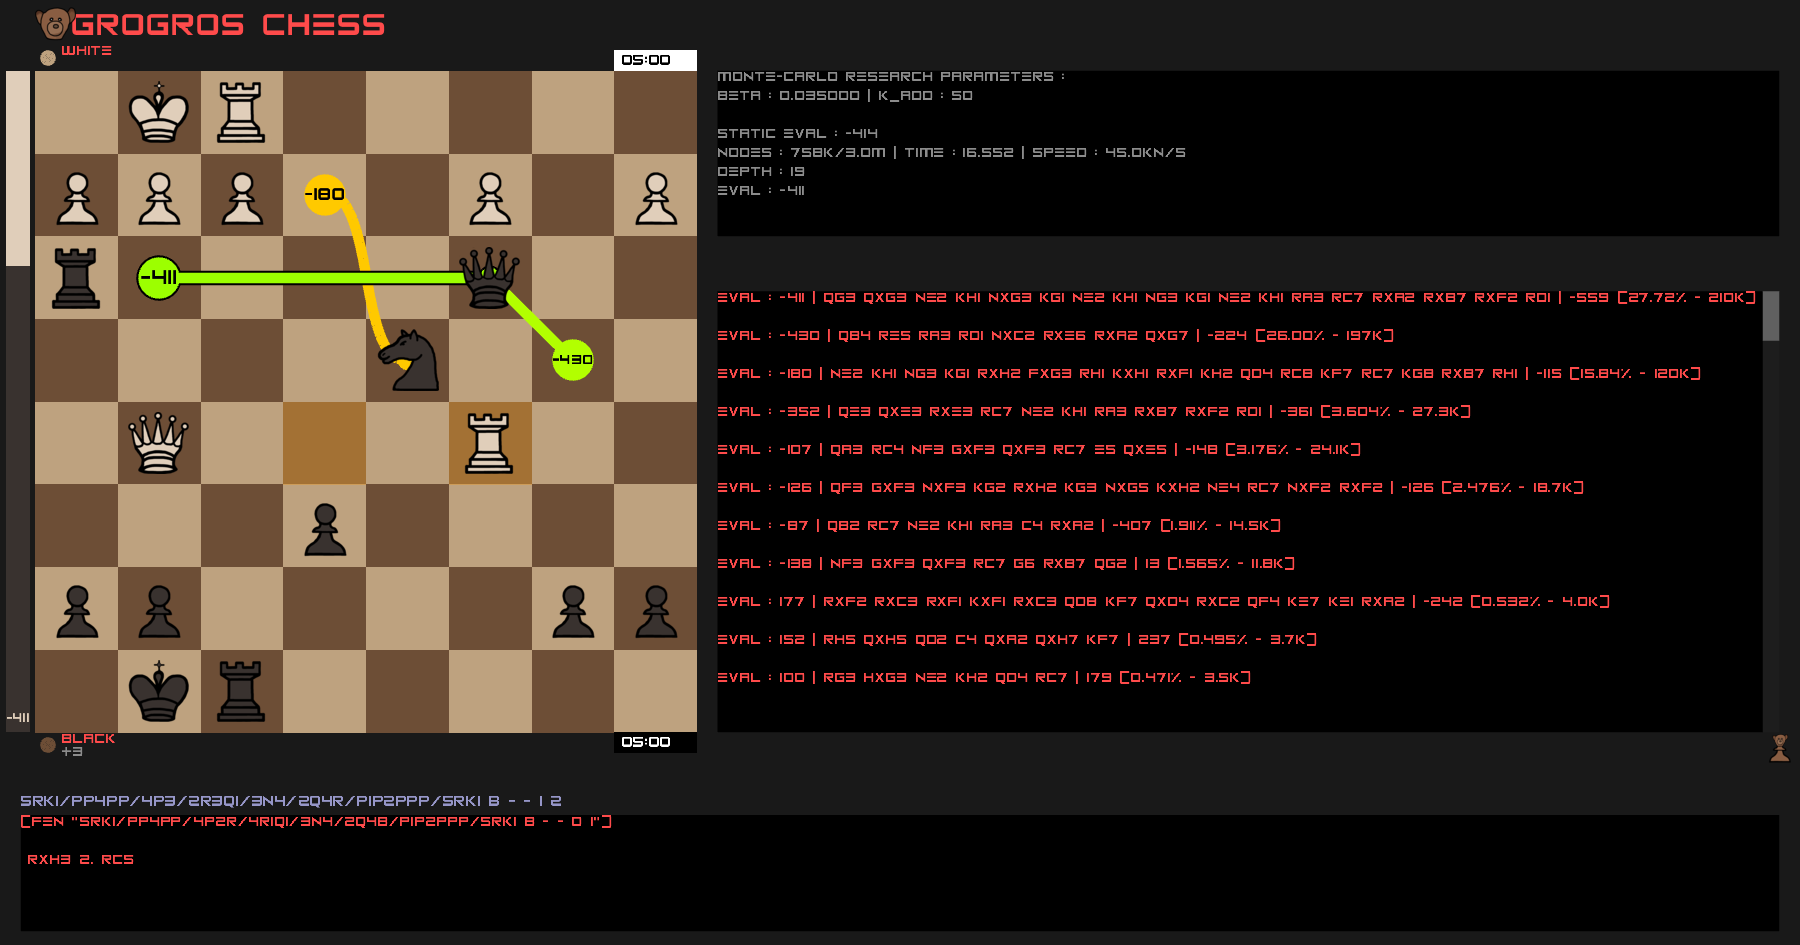 GROGROS CHESS
WHITE
05:00
MONTE-CARLO RESEARCH PARAMETERS :
BETA : 0.035000 | K_ADD : 50
STATIC EVAL : -414
NODES : 758K/3.0M | TIME : 16.552 | SPEED : 45.0KN/S
DEPTH : 19
EVAL : -411
-180
-411
-430
EVAL : -411 | QG3 QXG3 NE2 KH1 NXG3 KG1 NE2 KH1 NG3 KG1 NE2 KH1 RA3 RC7 RXA2 RXB7 RXF2 RD1 | -559 [27.72% - 210K]
EVAL : -430 | QB4 RE5 RA3 RD1 NXC2 RXE6 RXA2 QXG7 | -224 [26.00% - 197K]
EVAL : -180 | NE2 KH1 NG3 KG1 RXH2 FXG3 RH1 KXH1 RXF1 KH2 QD4 RC8 KF7 RC7 KG8 RXB7 RH1 | -115 [15.84% - 120K]
EVAL : -352 | QE3 QXE3 RXE3 RC7 NE2 KH1 RA3 RXB7 RXF2 RD1 | -361 [3.604% - 27.3K]
EVAL : -107 | QA3 RC4 NF3 GXF3 QXF3 RC7 E5 QXE5 | -148 [3.176% - 24.1K]
EVAL : -126 | QF3 GXF3 NXF3 KG2 RXH2 KG3 NXG5 KXH2 NE4 RC7 NXF2 RXF2 | -126 [2.476% - 18.7K]
EVAL : -87 | QB2 RC7 NE2 KH1 RA3 C4 RXA2 | -407 [1.911% - 14.5K]
EVAL : -138 | NF3 GXF3 QXF3 RC7 G6 RXB7 QG2 | 13 [1.565% - 11.8K]
EVAL : 177 | RXF2 RXC3 RXF1 KXF1 RXC3 QD8 KF7 QXD4 RXC2 QF4 KE7 KE1 RXA2 | -242 [0.532% - 4.0K]
EVAL : 152 | RH5 QXH5 QD2 C4 QXA2 QXH7 KF7 | 237 [0.495% - 3.7K]
EVAL : 100 | RG3 HXG3 NE2 KH2 QD4 RC7 | 179 [0.471% - 3.5K]
-411
BLACK
+3
05:00
5RK1/PP4PP/4P3/2R3Q1/3N4/2Q4R/P1P2PPP/5RK1 B - - 1 2
[FEN "5RK1/PP4PP/4P2R/4R1Q1/3N4/2Q4B/P1P2PPP/5RK1 B - - 0 1"]
RXH3 2. RC5